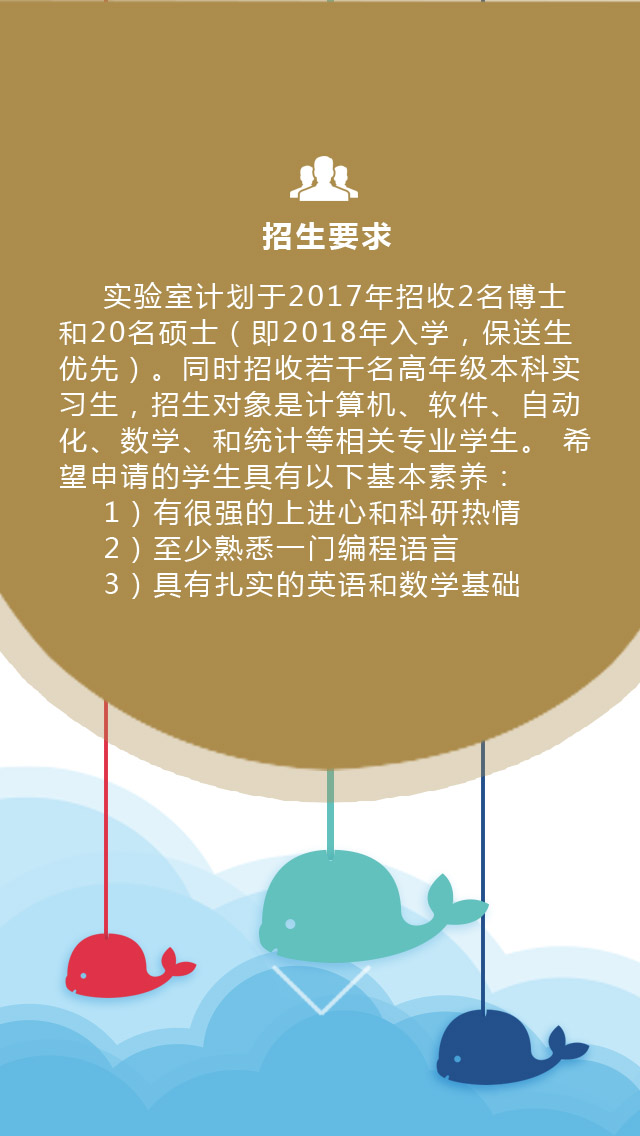 招生要求
实验室计划于2017年招收2名博士
和20名硕士（即2018年入学，保送生
优先）。同时招收若干名高年级本科实
习生，招生对象是计算机、软件、自动
化、数学、和统计等相关专业学生。 希
望申请的学生具有以下基本素养：
1）有很强的上进心和科研热情
2）至少熟悉一门编程语言
3）具有扎实的英语和数学基础